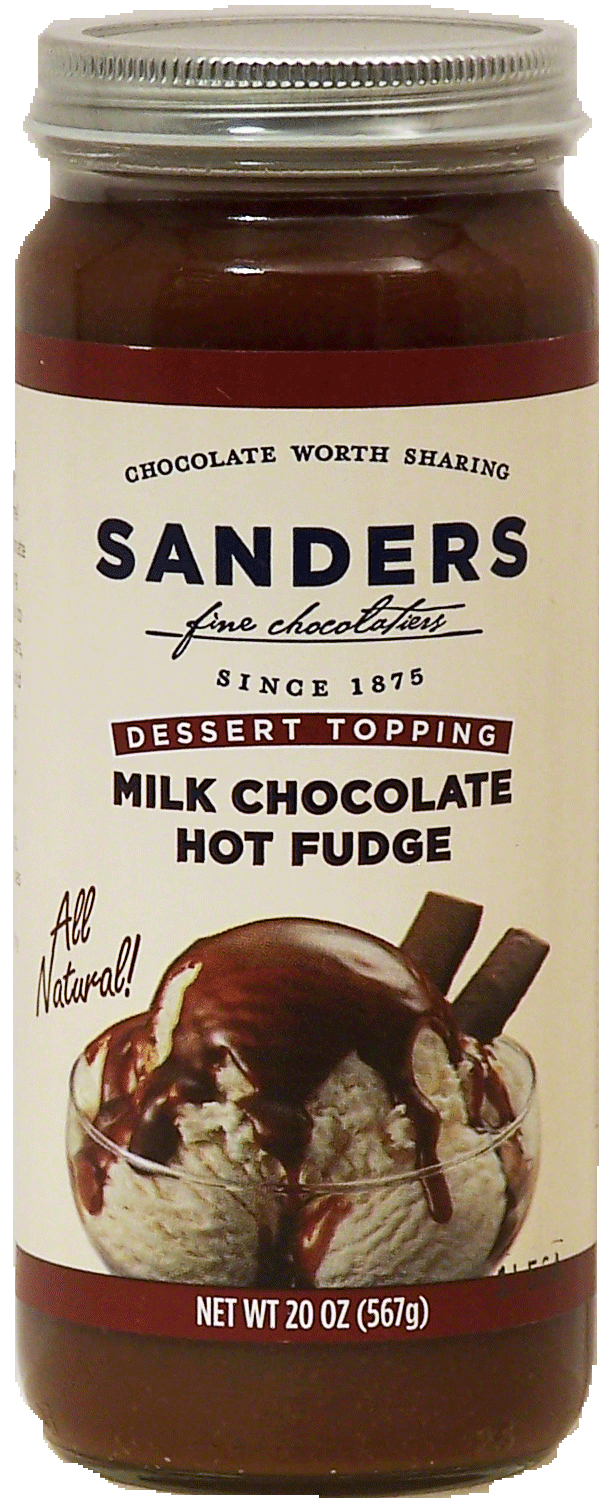 CHOCOLATE WORTH SHARING
SANDERS
fine chocolatiers
SINCE 1875
DESSERT TOPPING
MILK CHOCOLATE
HOT FUDGE
All
Natural!
NET WT 20 OZ (567g)